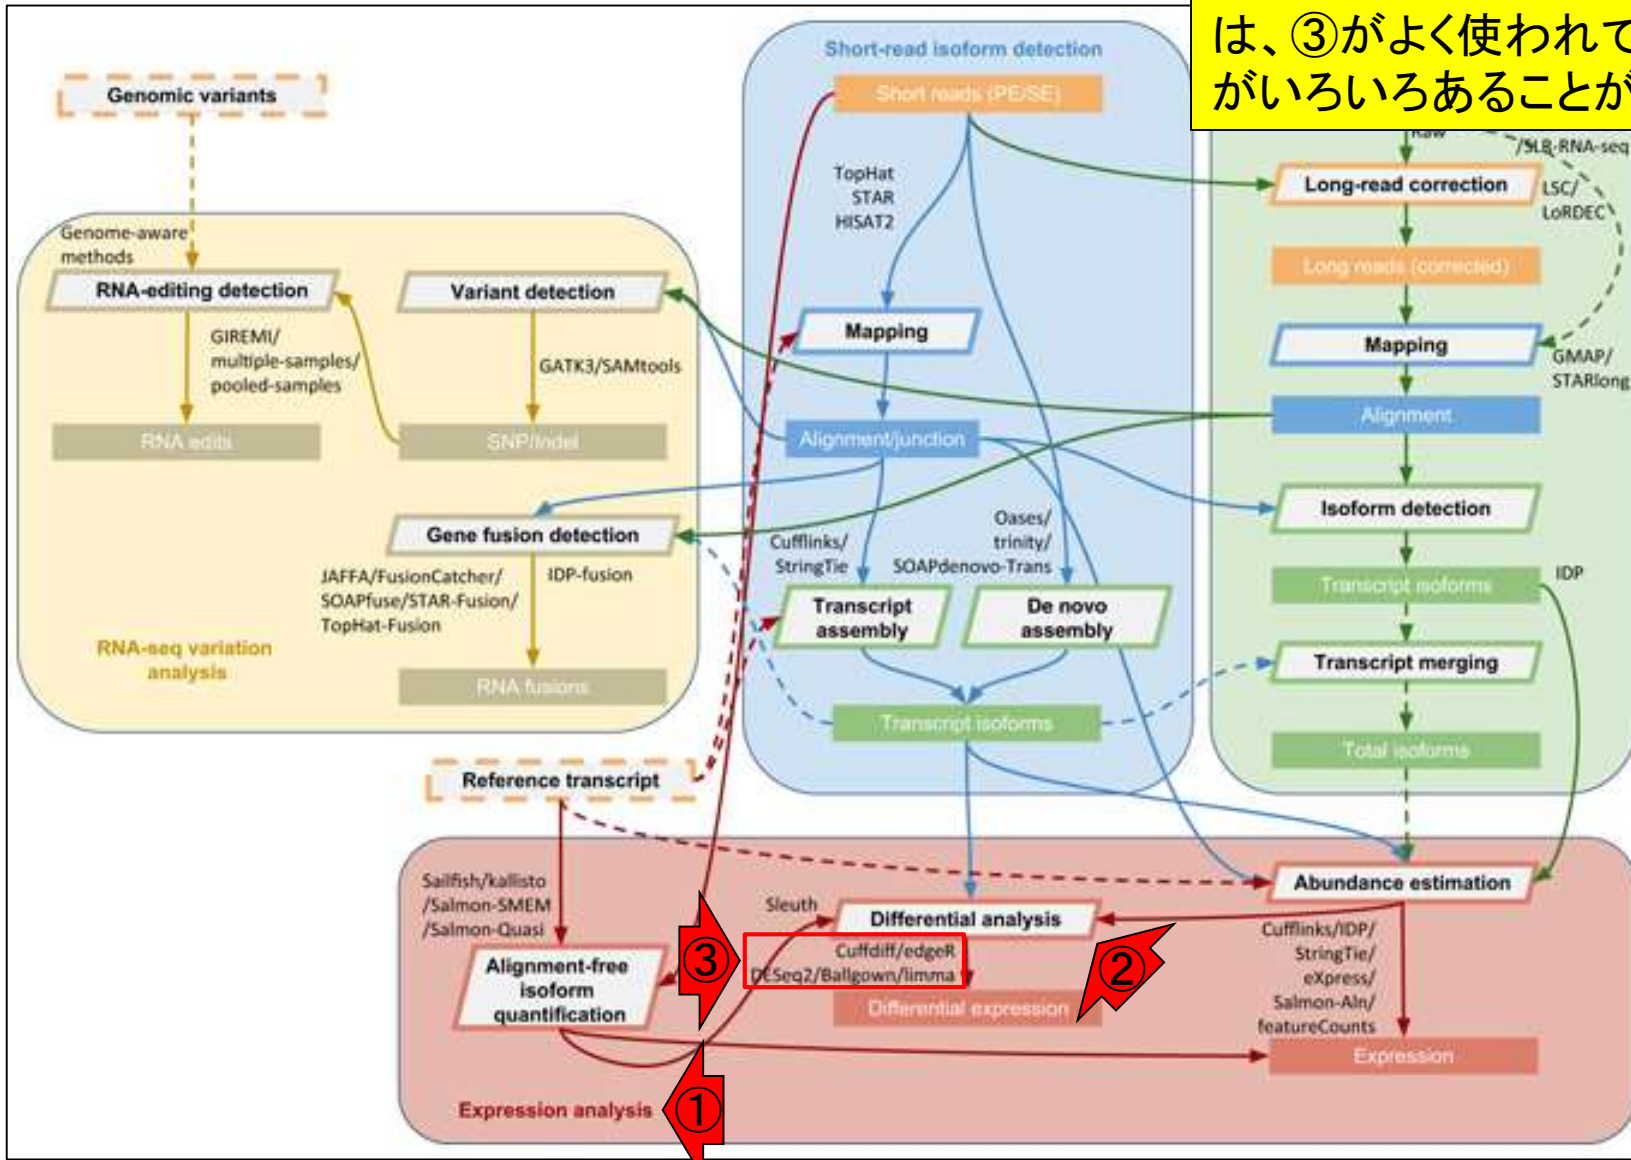 は、③がよく使われて
がいろいろあることが
Genomic variants
Genome-aware
methods
RNA-editing detection
Variant detection
GIREMI/
multiple-samples/
pooled-samples
GATK3/SAMtools
RNA edits
SNP/Indel
Gene fusion detection
JAFFA/FusionCatcher/
SOAPfuse/STAR-Fusion/
TopHat-Fusion
IDP-fusion
RNA-seq variation
analysis
RNA fusions
Short-read isoform detection
Short reads (PE/SE)
TopHat
STAR
HISAT2
Mapping
Alignment/junction
Cufflinks/
StringTie
Oases/
trinity/
SOAPdenovo-Trans
Transcript
assembly
De novo
assembly
Transcript isoforms
Raw
/SLR-RNA-seq
Long-read correction
LSC/
LoRDEC
Long reads (corrected)
Mapping
GMAP/
STARlong
Alignment
Isoform detection
Transcript isoforms
IDP
Transcript merging
Total isoforms
Reference transcript
Sailfish/kallisto
/Salmon-SMEM
/Salmon-Quasi
Alignment-free
isoform
quantification
Sleuth
Differential analysis
③
Cuffdiff/edgeR
DESeq2/Ballgown/limma
②
Differential expression
Abundance estimation
Cufflinks/IDP/
StringTie/
eXpress/
Salmon-Aln/
featureCounts
Expression
Expression analysis
①